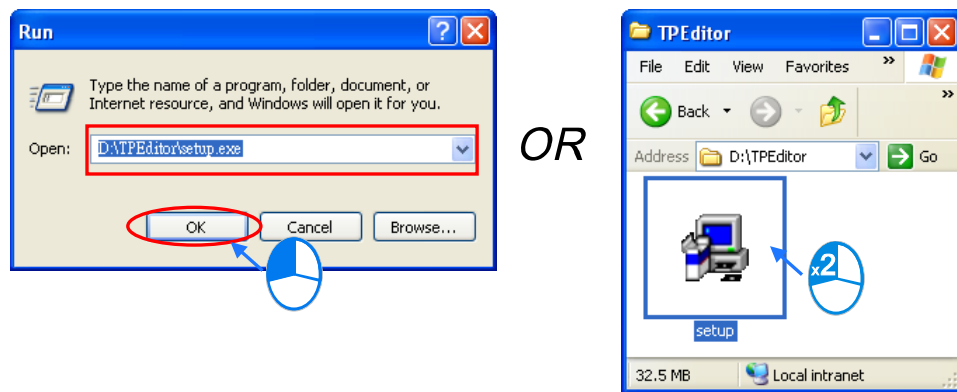 Run
Type the name of a program, folder, document, or
Internet resource, and Windows will open it for you.
Open: D:\TPEditor\setup.exe
OK Cancel Browse...
OR
TPEditor
File Edit View Favorites »
Back »
Address D:\TPEditor Go
x2
setup
32.5 MB Local intranet